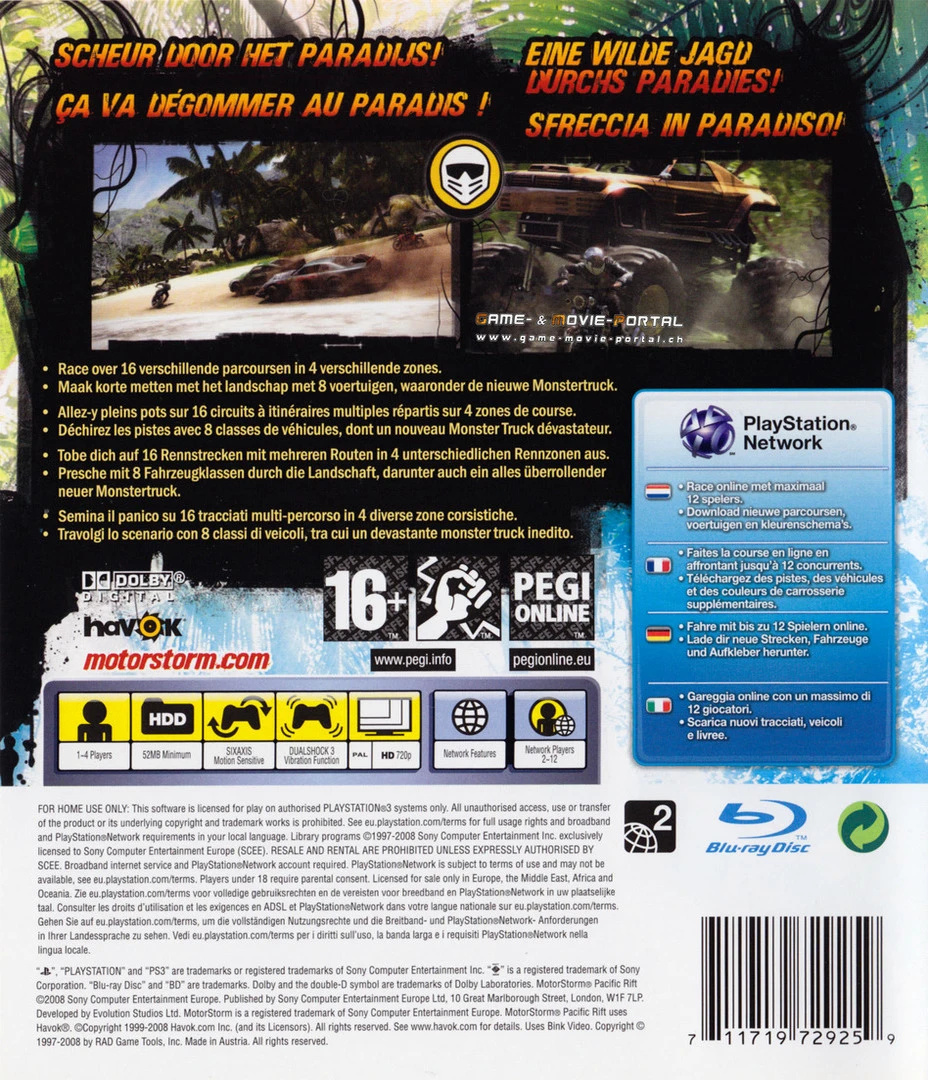 SCHEUR DOOR HET PARADIJS!
ÇA VA DÉGOMMER AU PARADIS !
EINE WILDE JAGD
DURCHS PARADIES!
SFRECCIA IN PARADISO!
GAME- & MOVIE-PORTAL
www.game-movie-portal.ch
• Race over 16 verschillende parcoursen in 4 verschillende zones.
• Maak korte metten met het landschap met 8 voertuigen, waaronder de nieuwe Monstertruck.
• Allez-y pleins pots sur 16 circuits à itinéraires multiples répartis sur 4 zones de course.
• Déchirez les pistes avec 8 classes de véhicules, dont un nouveau Monster Truck dévastateur.
• Tobe dich auf 16 Rennstrecken mit mehreren Routen in 4 unterschiedlichen Rennzonen aus.
• Presche mit 8 Fahrzeugklassen durch die Landschaft, darunter auch ein alles überrollender
neuer Monstertruck.
• Semina il panico su 16 tracciati multi-percorso in 4 diverse zone corsistiche.
• Travolgi lo scenario con 8 classi di veicoli, tra cui un devastante monster truck inedito.
PlayStation®
Network
• Race online met maximaal
12 spelers.
• Download nieuwe parcoursen,
voertuigen en kleurenschema's.
• Faites la course en ligne en
affrontant jusqu'à 12 concurrents.
• Téléchargez des pistes, des véhicules
et des couleurs de carrosserie
supplémentaires.
• Fahre mit bis zu 12 Spielern online.
• Lade dir neue Strecken, Fahrzeuge
und Aufkleber herunter.
• Gareggia online con un massimo di
12 giocatori.
• Scarica nuovi tracciati, veicoli
e livree.
DOLBY®
DIGITAL
havok
motorstorm.com
16+™
™
PEGI
ONLINE™
www.pegi.info
pegionline.eu
HDD
1-4 Players
52MB Minimum
SIXAXIS
Motion Sensitive
DUALSHOCK 3
Vibration Function
PAL
HD 720p
Network Features
Network Players
2-12
FOR HOME USE ONLY: This software is licensed for play on authorised PLAYSTATION®3 systems only. All unauthorised access, use or transfer
of the product or its underlying copyright and trademark works is prohibited. See eu.playstation.com/terms for full usage rights and broadband
and PlayStation®Network requirements in your local language. Library programs ©1997-2008 Sony Computer Entertainment Inc. exclusively
licensed to Sony Computer Entertainment Europe (SCEE). RESALE AND RENTAL ARE PROHIBITED UNLESS EXPRESSLY AUTHORISED BY
SCEE. Broadband internet service and PlayStation®Network account required. PlayStation®Network is subject to terms of use and may not be
available, see eu.playstation.com/terms. Players under 18 require parental consent. Licensed for sale only in Europe, the Middle East, Africa and
Oceania. Zie eu.playstation.com/terms voor volledige gebruiksrechten en de vereisten voor breedband en PlayStation®Network in uw plaatselijke
taal. Consulter les droits d'utilisation et les exigences en ADSL et PlayStation®Network dans votre langue nationale sur eu.playstation.com/terms.
Gehen Sie auf eu.playstation.com/terms, um die vollständigen Nutzungsrechte und die Breitband- und PlayStation®Network- Anforderungen
in Ihrer Landessprache zu sehen. Vedi eu.playstation.com/terms per i diritti sull'uso, la banda larga e i requisiti PlayStation®Network nella
lingua locale.
2
Blu-ray Disc
™
" ", "PLAYSTATION" and "PS3" are trademarks or registered trademarks of Sony Computer Entertainment Inc. " " is a registered trademark of Sony
Corporation. "Blu-ray Disc" and "BD" are trademarks. Dolby and the double-D symbol are trademarks of Dolby Laboratories. MotorStorm® Pacific Rift
©2008 Sony Computer Entertainment Europe. Published by Sony Computer Entertainment Europe Ltd, 10 Great Marlborough Street, London, W1F 7LP.
Developed by Evolution Studios Ltd. MotorStorm is a registered trademark of Sony Computer Entertainment Europe. MotorStorm® Pacific Rift uses
Havok®. ©Copyright 1999-2008 Havok.com Inc. (and its Licensors). All rights reserved. See www.havok.com for details. Uses Bink Video. Copyright ©
1997-2008 by RAD Game Tools, Inc. Made in Austria. All rights reserved.
7 11719 72925 9